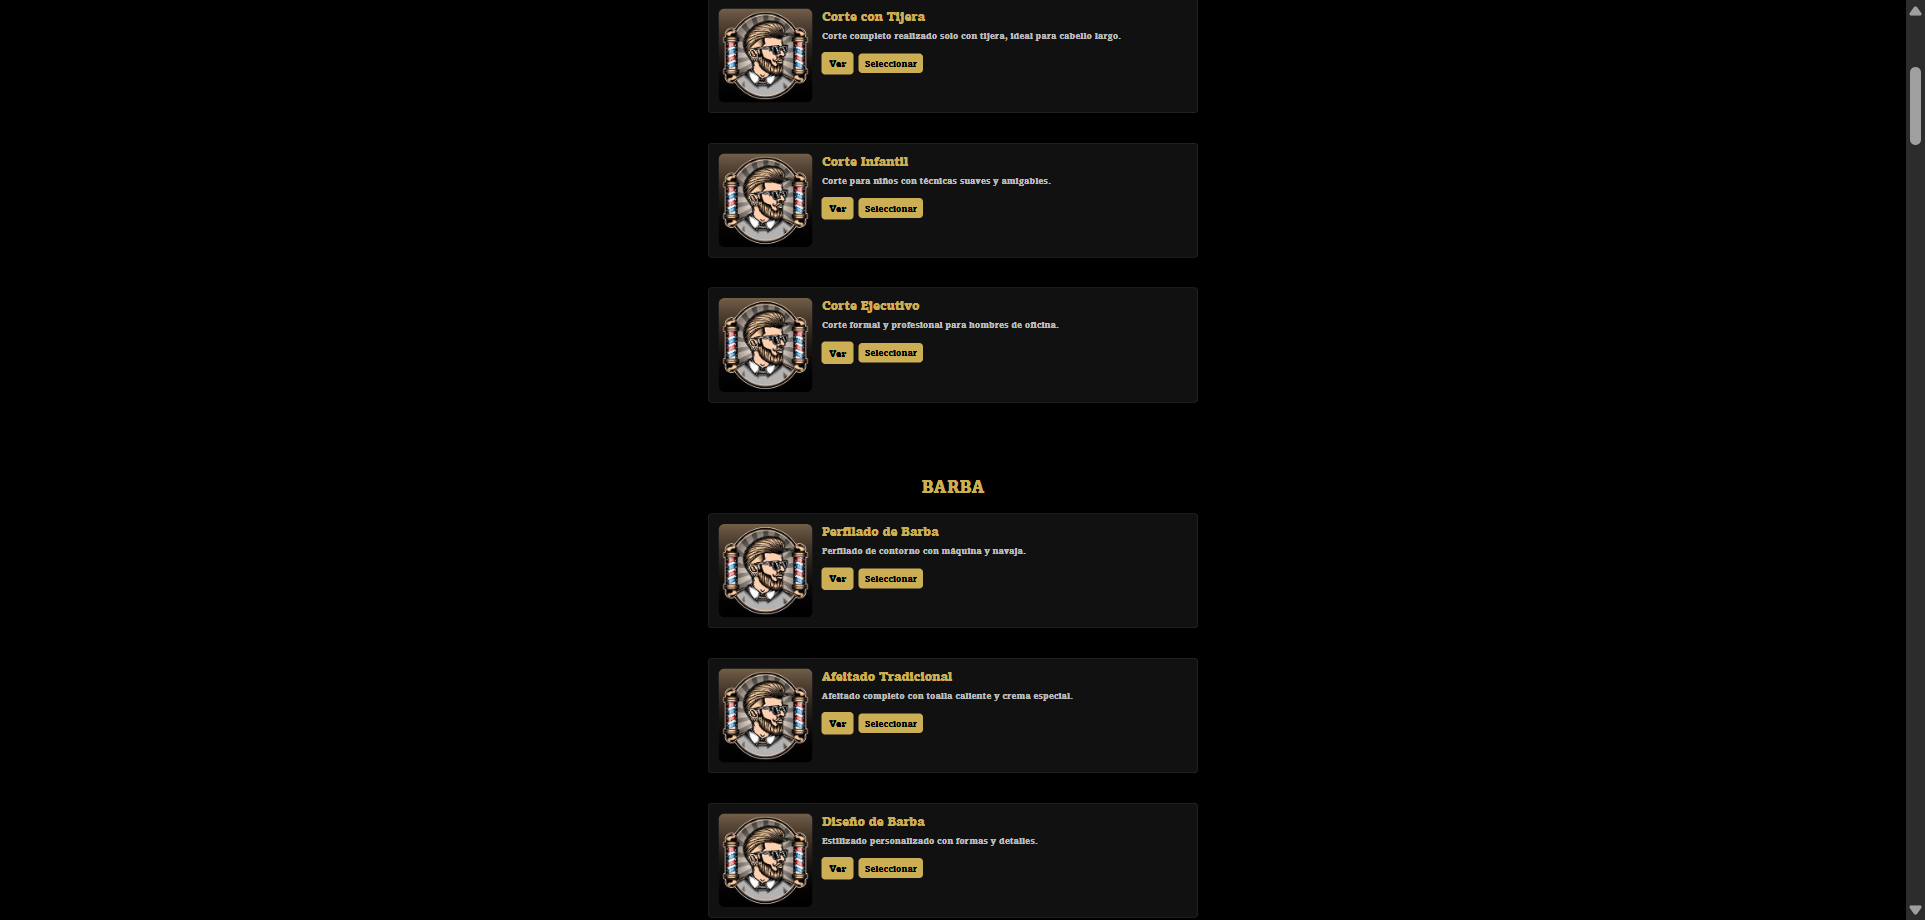 Corte con Tijera
Corte completo realizado solo con tijera, ideal para cabello largo.
Ver Seleccionar
Corte Infantil
Corte para niños con técnicas suaves y amigables.
Ver Seleccionar
Corte Ejecutivo
Corte formal y profesional para hombres de oficina.
Ver Seleccionar
BARBA
Perfilado de Barba
Perfilado de contorno con máquina y navaja.
Ver Seleccionar
Afeitado Tradicional
Afeitado completo con toalla caliente y crema especial.
Ver Seleccionar
Diseño de Barba
Estilizado personalizado con formas y detalles.
Ver Seleccionar